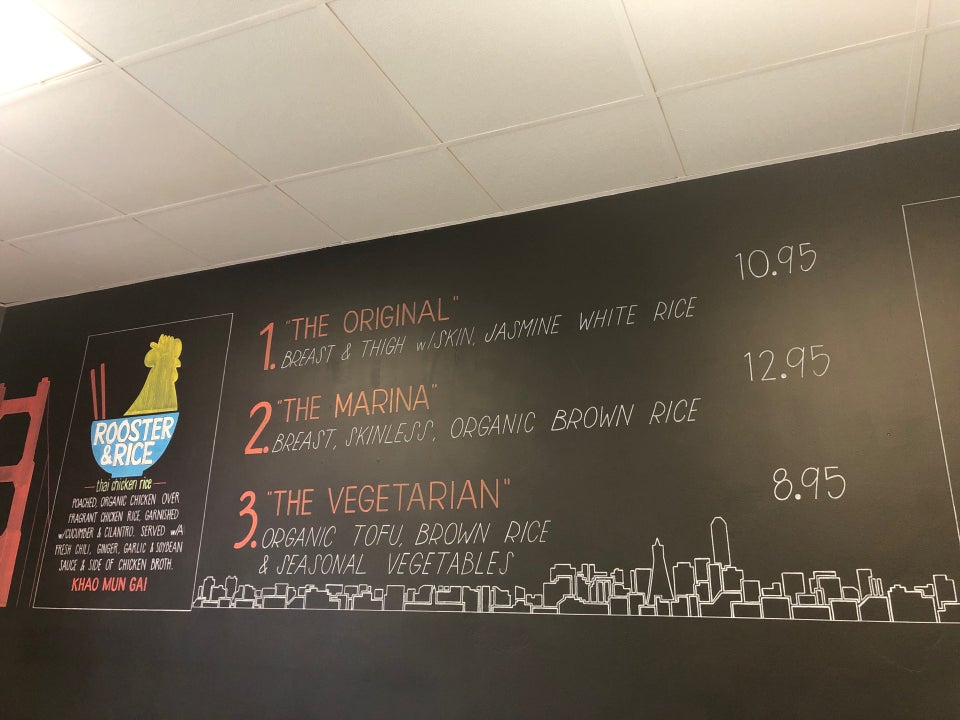 ROOSTER
& RICE
thai chicken rice
POACHED, ORGANIC CHICKEN OVER
FRAGRANT CHICKEN RICE, GARNISHED
w/CUCUMBER & CILANTRO. SERVED w/A
FRESH CHILI, GINGER, GARLIC & SOYBEAN
SAUCE & SIDE OF CHICKEN BROTH.
KHAO MUN GAI
1. "THE ORIGINAL" 10.95
BREAST & THIGH w/SKIN, JASMINE WHITE RICE
2. "THE MARINA" 12.95
BREAST, SKINLESS, ORGANIC BROWN RICE
3. "THE VEGETARIAN" 8.95
ORGANIC TOFU, BROWN RICE
& SEASONAL VEGETABLES